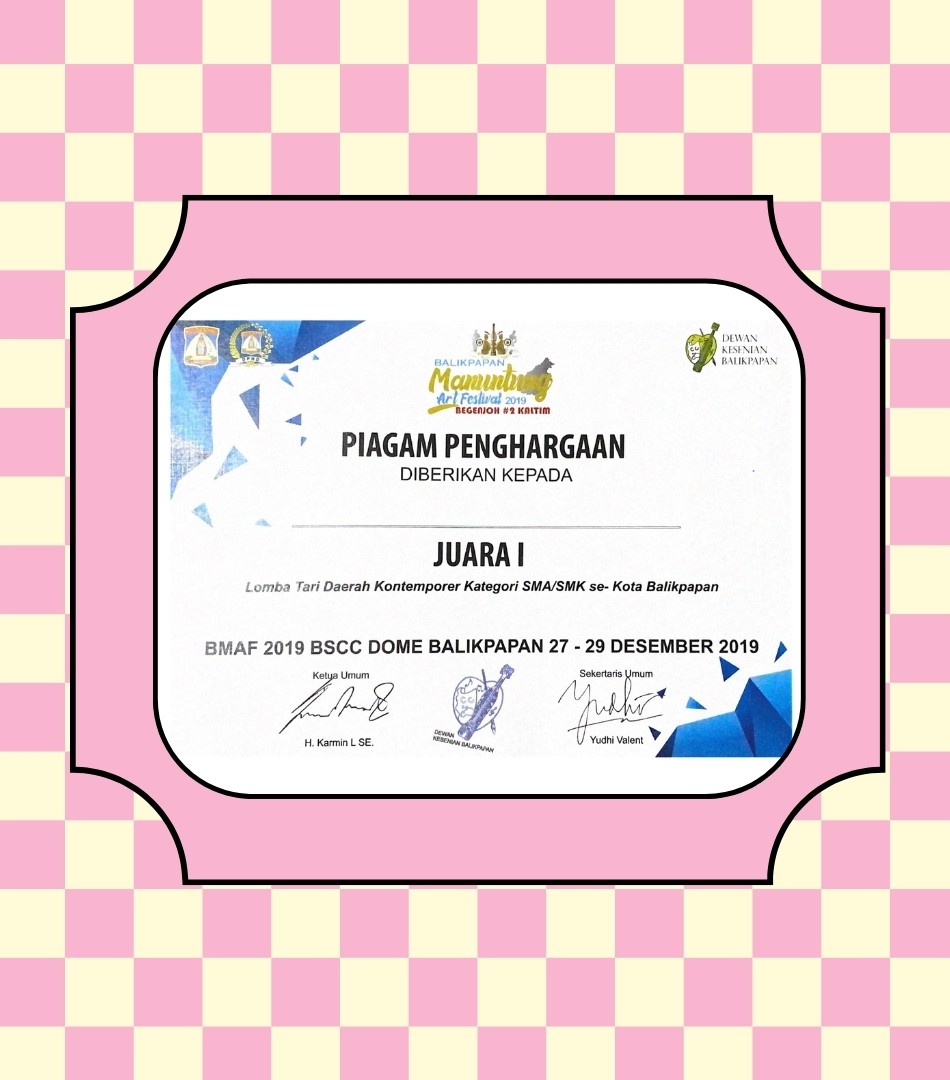 BALIKPAPAN
Manuntung
Art Festival 2019
BEGENJOH #2 KALTIM
DEWAN
KESENIAN
BALIKPAPAN
PIAGAM PENGHARGAAN
DIBERIKAN KEPADA
JUARA I
Lomba Tari Daerah Kontemporer Kategori SMA/SMK se- Kota Balikpapan
BMAF 2019 BSCC DOME BALIKPAPAN 27 - 29 DESEMBER 2019
Ketua Umum
H. Karmin L SE.
DEWAN
KESENIAN BALIKPAPAN
Sekertaris Umum
Yudhi Valent